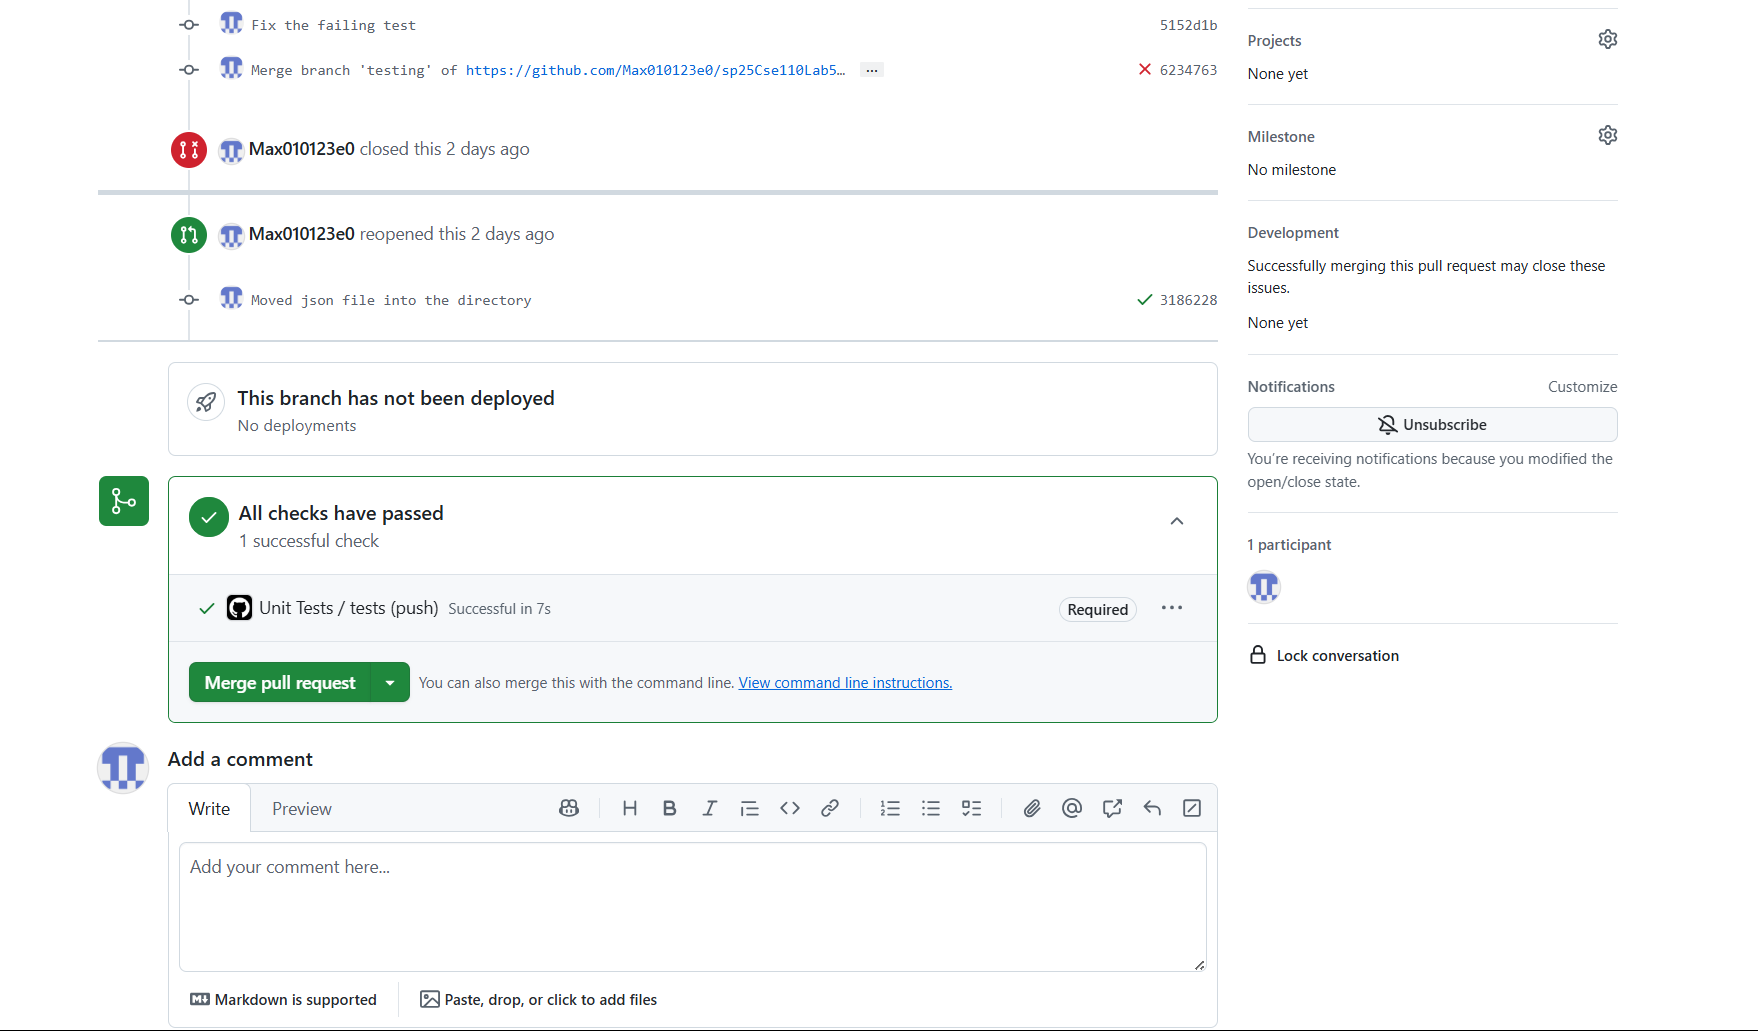 Fix the failing test 5152d1b
Merge branch 'testing' of https://github.com/Max010123e0/sp25Cse110Lab5… ... 6234763
Max010123e0 closed this 2 days ago
Max010123e0 reopened this 2 days ago
Moved json file into the directory 3186228
This branch has not been deployed
No deployments
All checks have passed
1 successful check
Unit Tests / tests (push) Successful in 7s Required
Merge pull request You can also merge this with the command line. View command line instructions.
Add a comment
Write Preview
Add your comment here...
Markdown is supported Paste, drop, or click to add files
Projects
None yet
Milestone
No milestone
Development
Successfully merging this pull request may close these
issues.
None yet
Notifications Customize
Unsubscribe
You're receiving notifications because you modified the
open/close state.
1 participant
Lock conversation